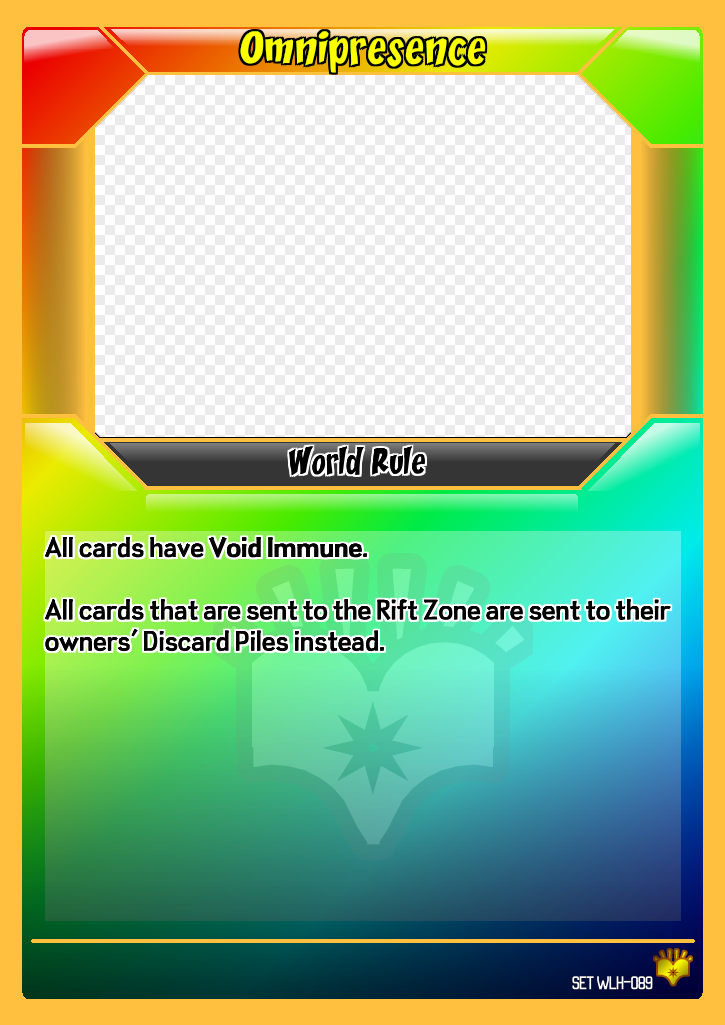 Omnipresence
World Rule
All cards have Void Immune.
All cards that are sent to the Rift Zone are sent to their
owners' Discard Piles instead.
SET WLH-089